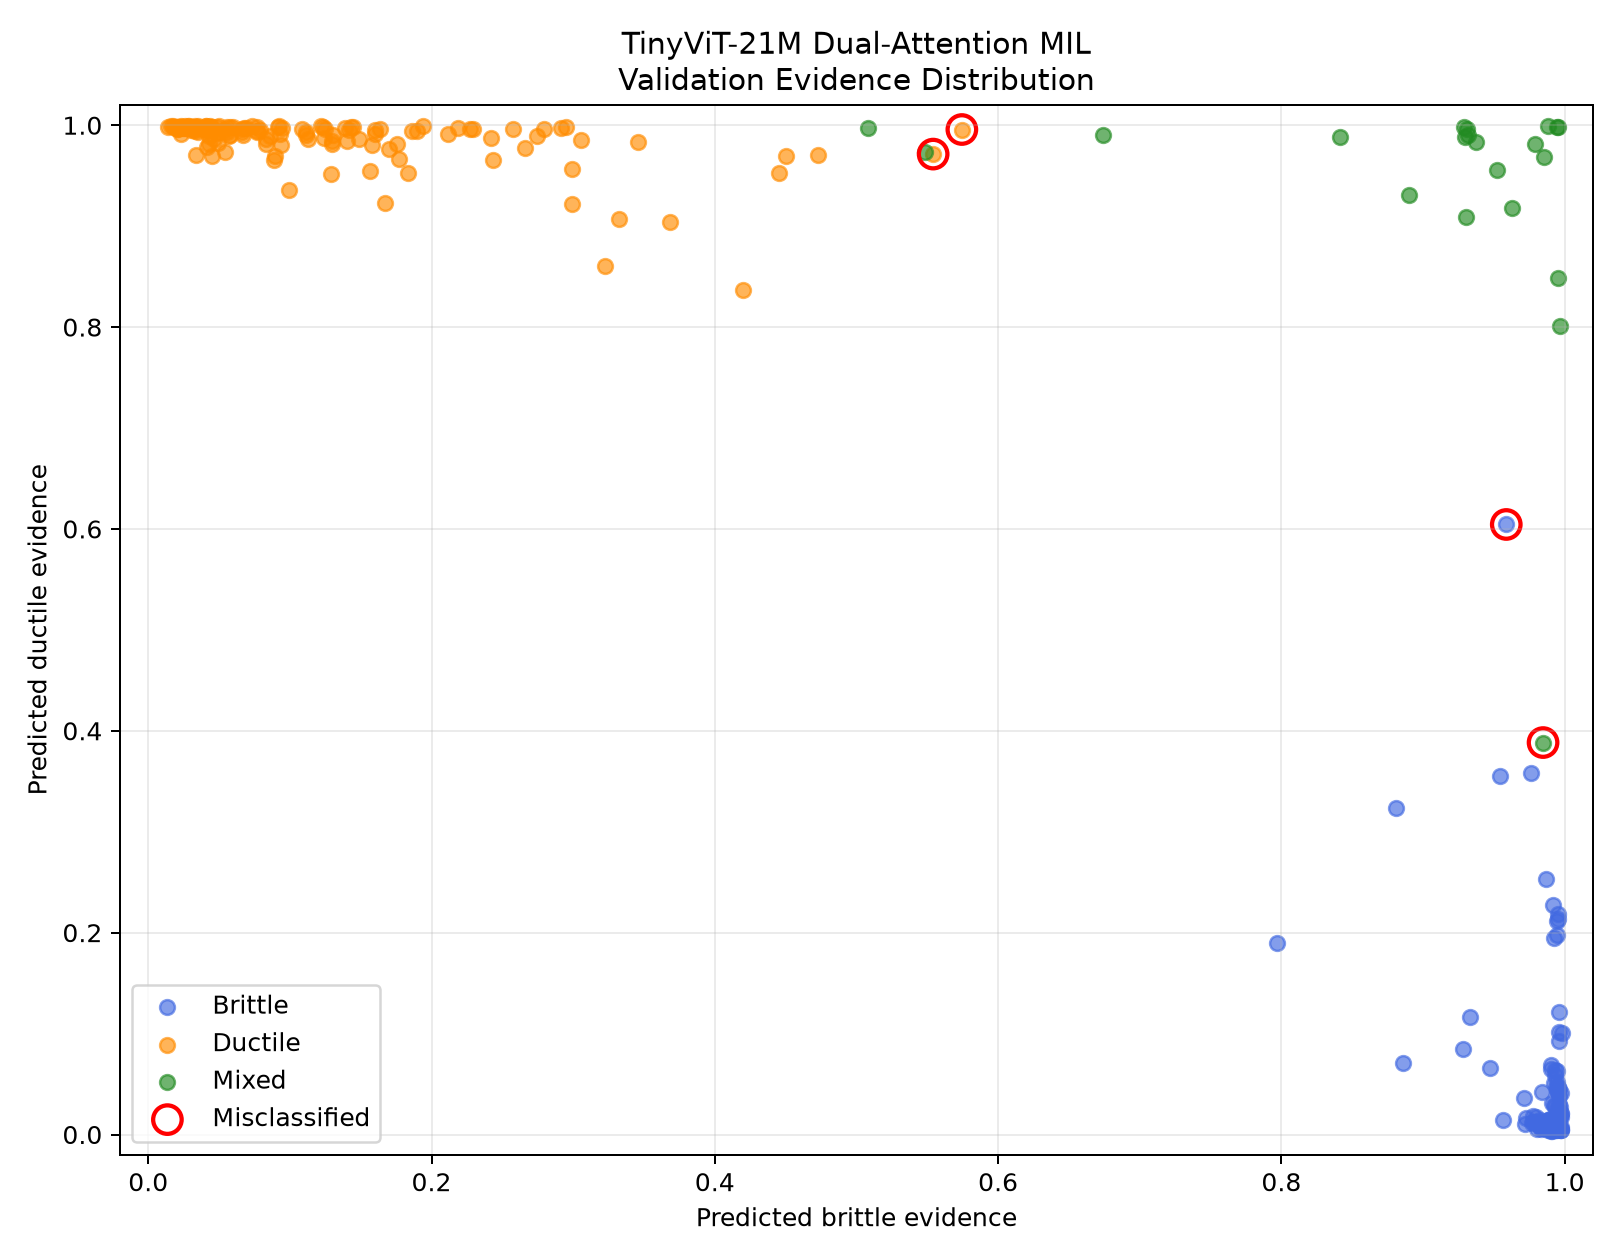 TinyViT-21M Dual-Attention MIL
Validation Evidence Distribution
Predicted ductile evidence
1.0
0.8
0.6
0.4
0.2
0.0
Brittle
Ductile
Mixed
Misclassified
0.0 0.2 0.4 0.6 0.8 1.0
Predicted brittle evidence